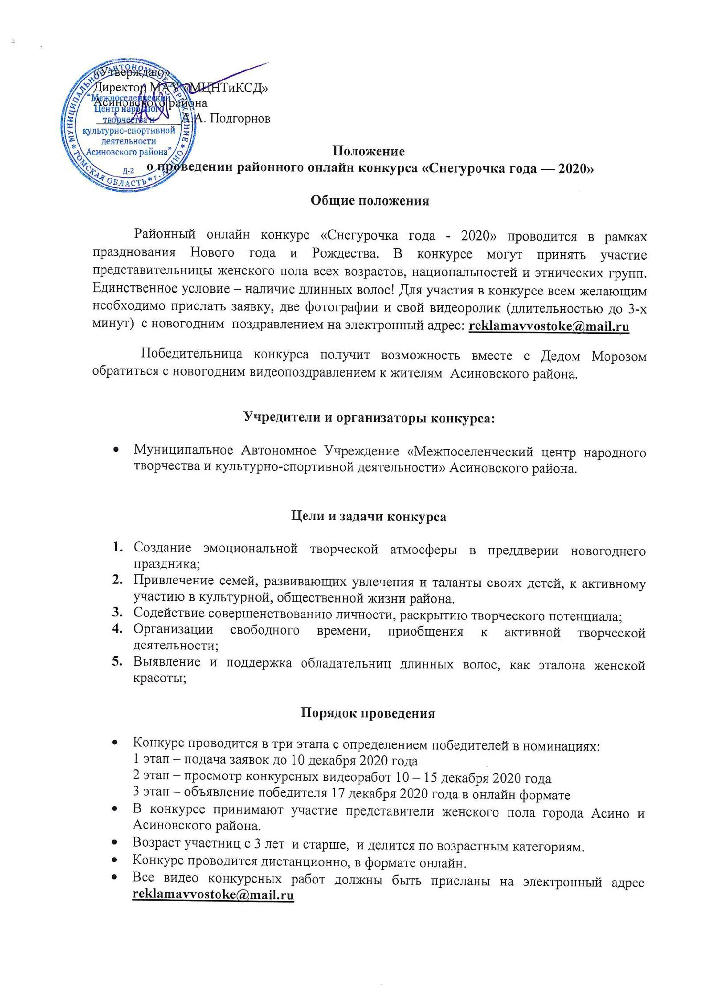 «Утверждаю»
Директор МАУ «МЦНТиКСД»
Асиновского района
А.А. Подгорнов
МУНИЦИПАЛЬНОЕ АВТОНОМНОЕ УЧРЕЖДЕНИЕ
* ТОМСКАЯ ОБЛАСТЬ * г. АСИНО *
“Межпоселенческий
Центр народного
творчества и
культурно-спортивной
деятельности
Асиновского района”
Д-2
Положение
о проведении районного онлайн конкурса «Снегурочка года — 2020»
Общие положения
Районный онлайн конкурс «Снегурочка года - 2020» проводится в рамках
празднования Нового года и Рождества. В конкурсе могут принять участие
представительницы женского пола всех возрастов, национальностей и этнических групп.
Единственное условие – наличие длинных волос! Для участия в конкурсе всем желающим
необходимо прислать заявку, две фотографии и свой видеоролик (длительностью до 3-х
минут) с новогодним поздравлением на электронный адрес: reklamavvostoke@mail.ru
Победительница конкурса получит возможность вместе с Дедом Морозом
обратиться с новогодним видеопоздравлением к жителям Асиновского района.
Учредители и организаторы конкурса:
• Муниципальное Автономное Учреждение «Межпоселенческий центр народного
творчества и культурно-спортивной деятельности» Асиновского района.
Цели и задачи конкурса
1. Создание эмоциональной творческой атмосферы в преддверии новогоднего
праздника;
2. Привлечение семей, развивающих увлечения и таланты своих детей, к активному
участию в культурной, общественной жизни района.
3. Содействие совершенствованию личности, раскрытию творческого потенциала;
4. Организации свободного времени, приобщения к активной творческой
деятельности;
5. Выявление и поддержка обладательниц длинных волос, как эталона женской
красоты;
Порядок проведения
• Конкурс проводится в три этапа с определением победителей в номинациях:
1 этап – подача заявок до 10 декабря 2020 года
2 этап – просмотр конкурсных видеоработ 10 – 15 декабря 2020 года
3 этап – объявление победителя 17 декабря 2020 года в онлайн формате
• В конкурсе принимают участие представители женского пола города Асино и
Асиновского района.
• Возраст участниц с 3 лет и старше, и делится по возрастным категориям.
• Конкурс проводится дистанционно, в формате онлайн.
• Все видео конкурсных работ должны быть присланы на электронный адрес
reklamavvostoke@mail.ru